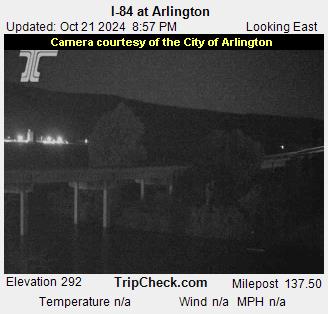 I-84 at Arlington
Updated: Oct 21 2024 8:57 PM Looking East
Camera courtesy of the City of Arlington
Elevation 292 TripCheck.com Milepost 137.50
Temperature n/a Wind n/a MPH n/a